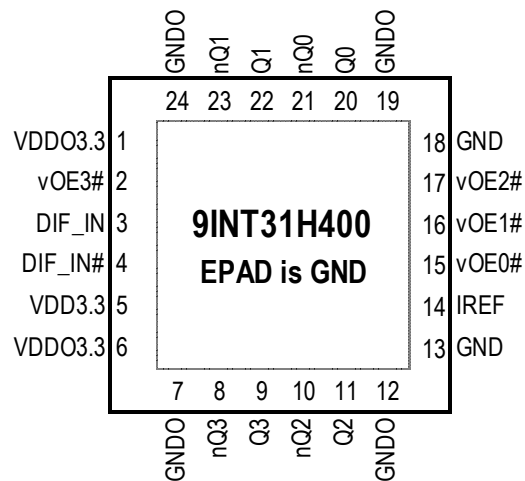 GNDO nQ1 Q1 nQ0 Q0 GNDO
24 23 22 21 20 19
VDDO3.3 1
vOE3# 2
DIF_IN 3
DIF_IN# 4
VDD3.3 5
VDDO3.3 6
9INT31H400
EPAD is GND
18 GND
17 vOE2#
16 vOE1#
15 vOE0#
14 IREF
13 GND
7 8 9 10 11 12
GNDO nQ3 Q3 nQ2 Q2 GNDO